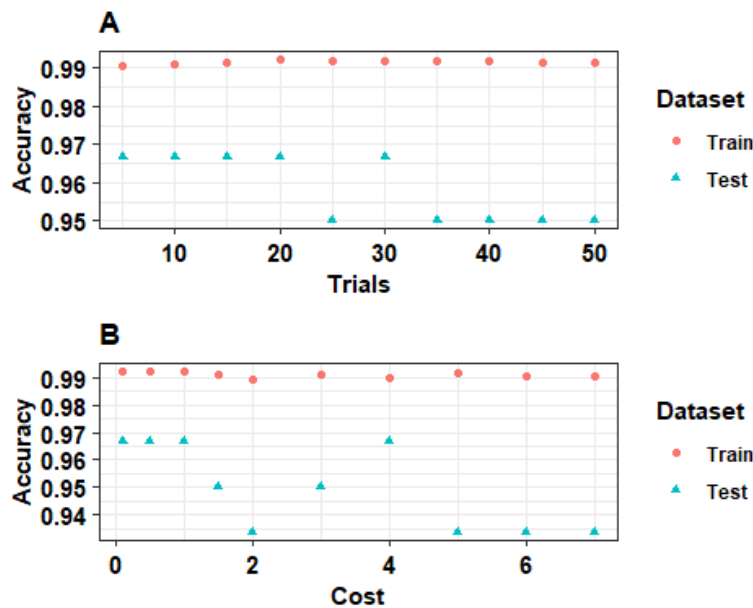 A
0.99
0.98
0.97
0.96
0.95
Accuracy
10 20 30 40 50
Trials
Dataset
Train
Test
B
0.99
0.98
0.97
0.96
0.95
0.94
Accuracy
0 2 4 6
Cost
Dataset
Train
Test